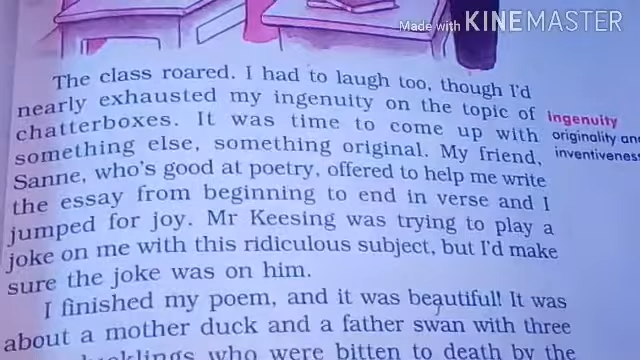 Made with KINEMASTER
The class roared. I had to laugh too, though I'd
nearly exhausted my ingenuity on the topic of
chatterboxes. It was time to come up with
something else, something original. My friend,
Sanne, who's good at poetry, offered to help me write
the essay from beginning to end in verse and I
jumped for joy. Mr Keesing was trying to play a
joke on me with this ridiculous subject, but I'd make
sure the joke was on him.
I finished my poem, and it was beautiful! It was
about a mother duck and a father swan with three
who were bitten to death by the
ingenuity
originality and
inventiveness